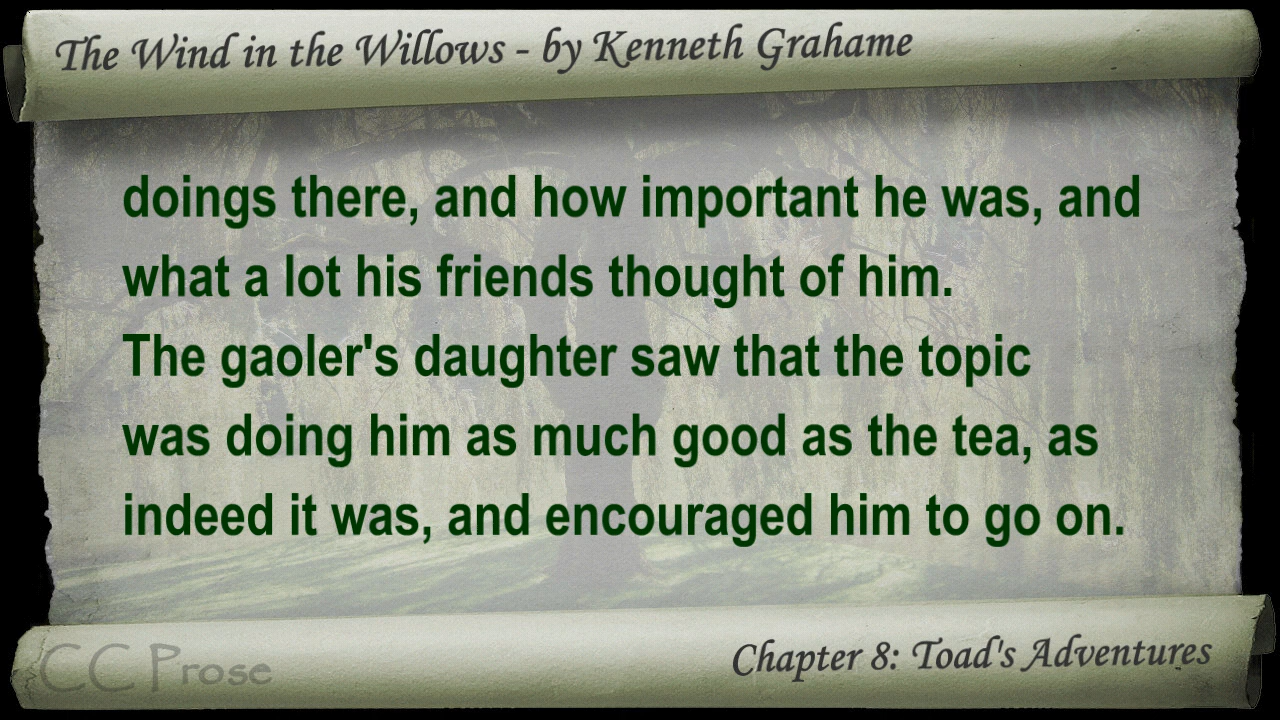 The Wind in the Willows - by Kenneth Grahame
doings there, and how important he was, and
what a lot his friends thought of him.
The gaoler's daughter saw that the topic
was doing him as much good as the tea, as
indeed it was, and encouraged him to go on.
CC Prose
Chapter 8: Toad's Adventures